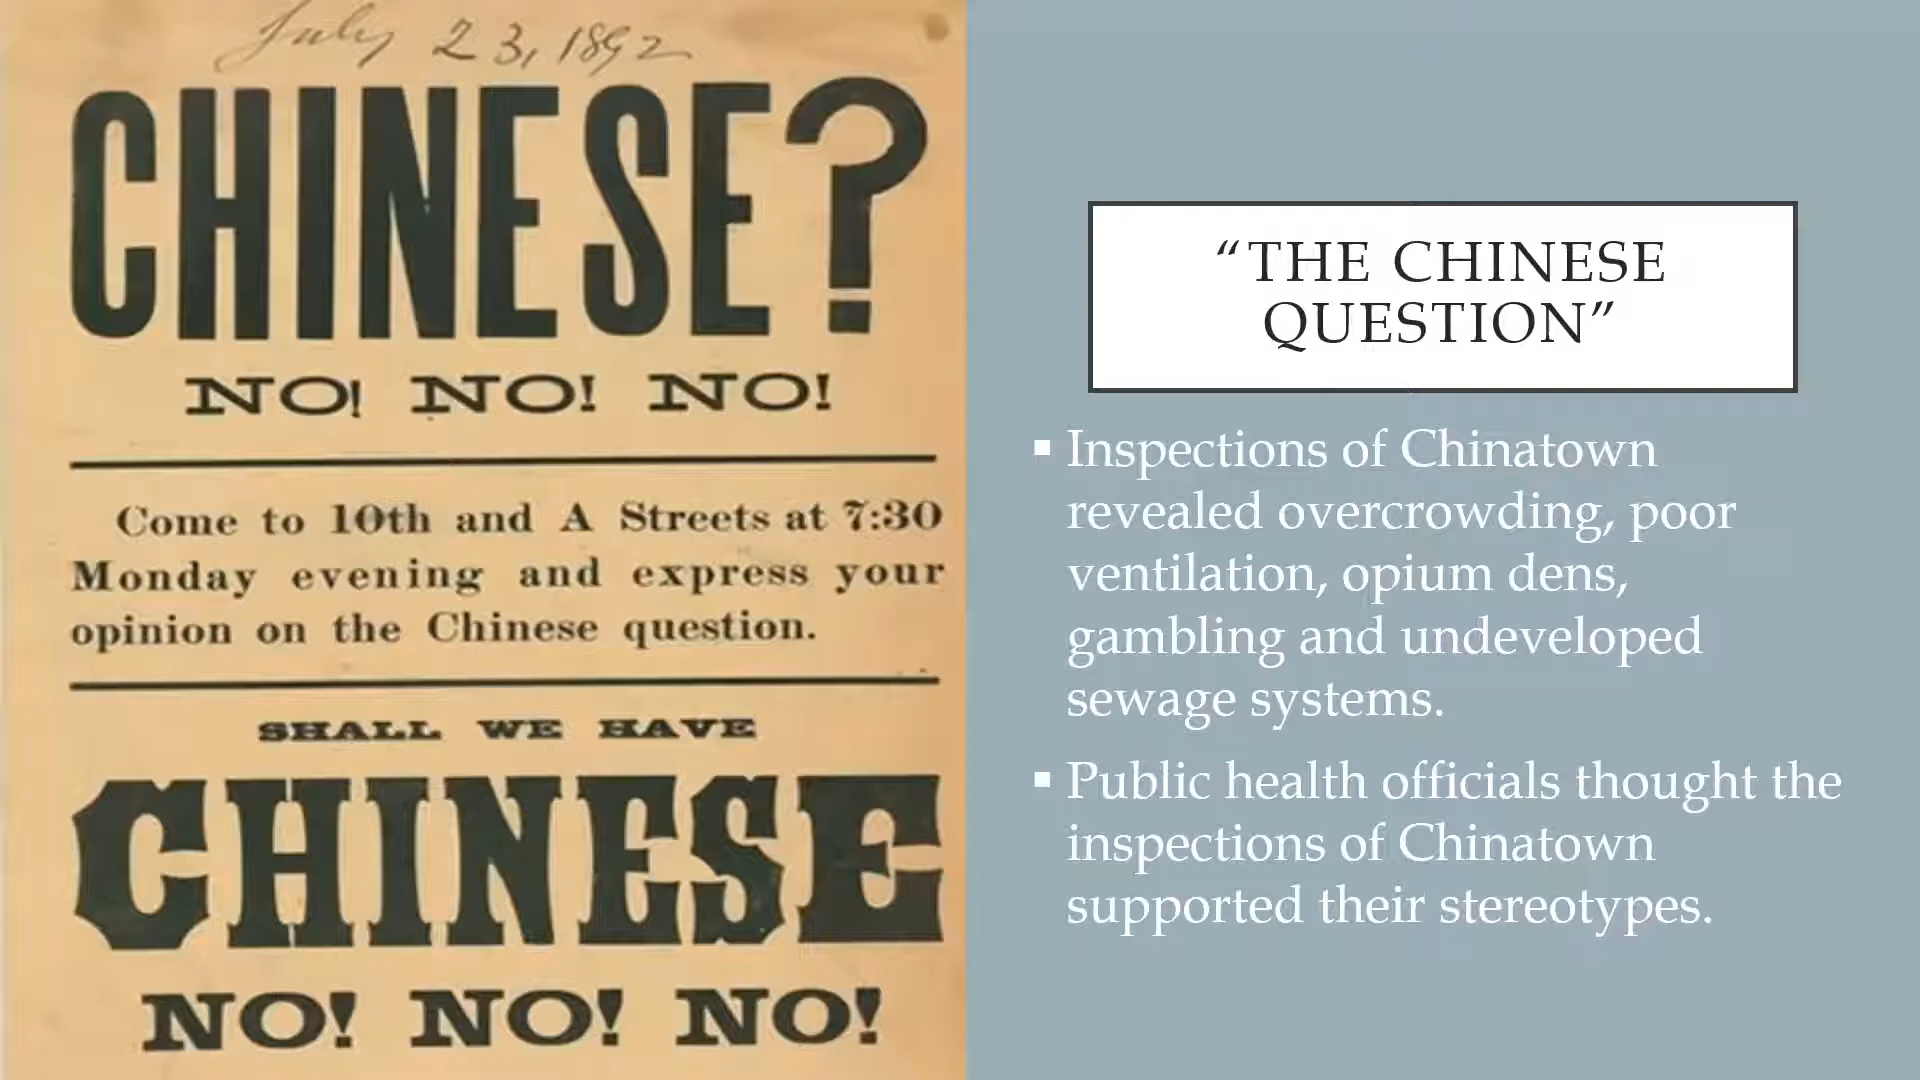 July 23, 1892
CHINESE?
NO! NO! NO!
Come to 10th and A Streets at 7:30
Monday evening and express your
opinion on the Chinese question.
SHALL WE HAVE
CHINESE
NO! NO! NO!
“THE CHINESE
QUESTION”
▪ Inspections of Chinatown
revealed overcrowding, poor
ventilation, opium dens,
gambling and undeveloped
sewage systems.
▪ Public health officials thought the
inspections of Chinatown
supported their stereotypes.